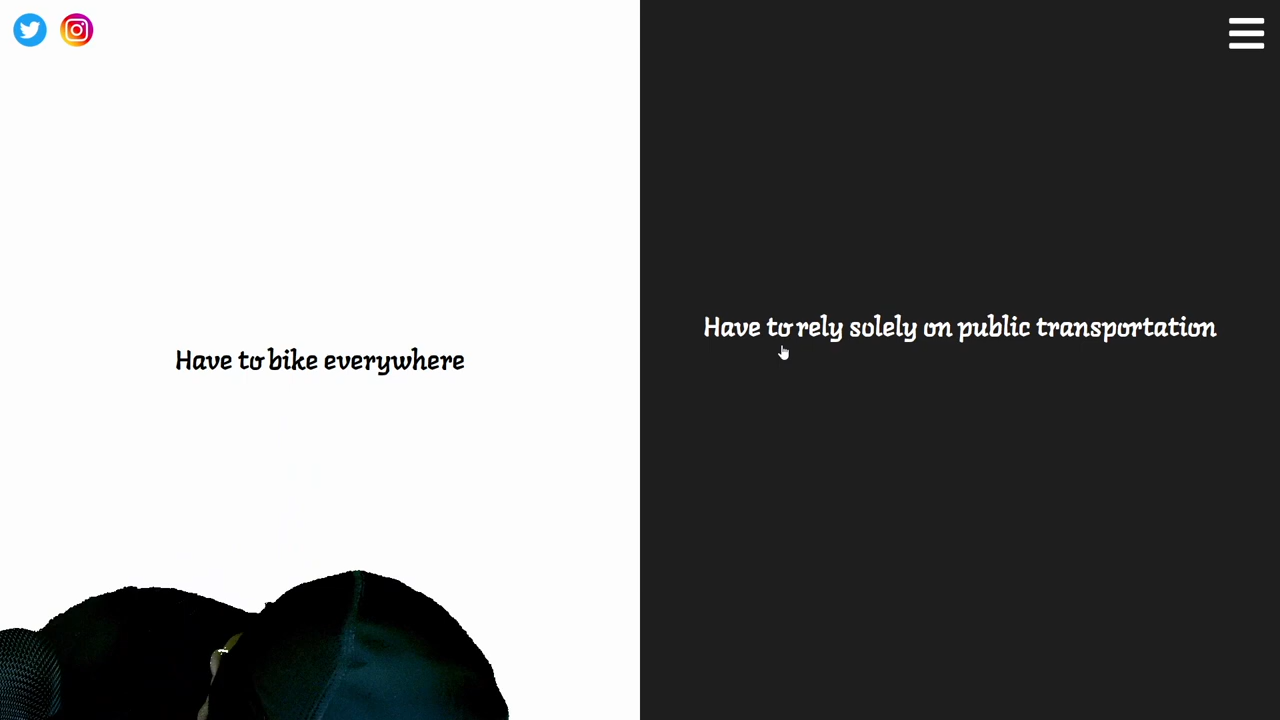 Have to bike everywhere
Have to rely solely on public transportation